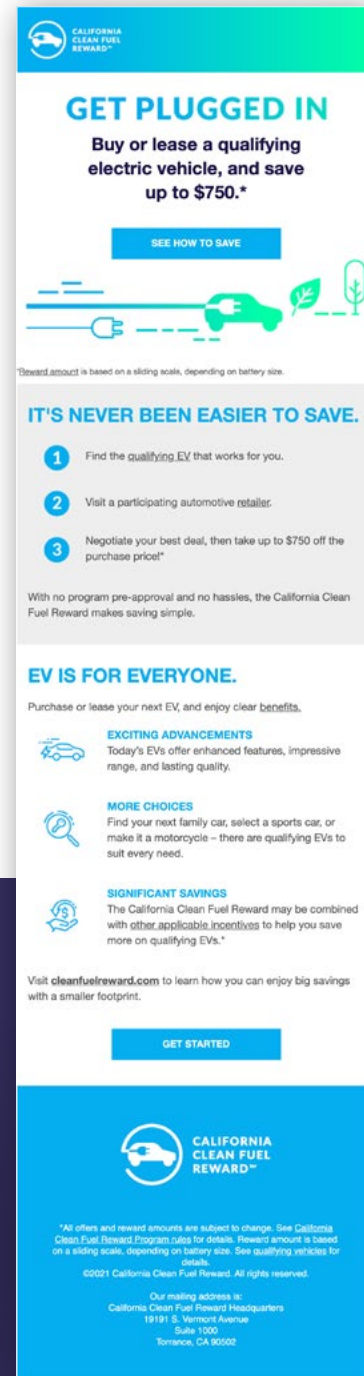 CALIFORNIA
CLEAN FUEL
REWARD℠
GET PLUGGED IN
Buy or lease a qualifying
electric vehicle, and save
up to $750.*
SEE HOW TO SAVE
*Reward amount is based on a sliding scale, depending on battery size.
IT'S NEVER BEEN EASIER TO SAVE.
1 Find the qualifying EV that works for you.
2 Visit a participating automotive retailer.
3 Negotiate your best deal, then take up to $750 off the
purchase price!*
With no program pre-approval and no hassles, the California Clean
Fuel Reward makes saving simple.
EV IS FOR EVERYONE.
Purchase or lease your next EV, and enjoy clear benefits.
EXCITING ADVANCEMENTS
Today's EVs offer enhanced features, impressive
range, and lasting quality.
MORE CHOICES
Find your next family car, select a sports car, or
make it a motorcycle – there are qualifying EVs to
suit every need.
SIGNIFICANT SAVINGS
The California Clean Fuel Reward may be combined
with other applicable incentives to help you save
more on qualifying EVs.*
Visit cleanfuelreward.com to learn how you can enjoy big savings
with a smaller footprint.
GET STARTED
CALIFORNIA
CLEAN FUEL
REWARD℠
*All offers and reward amounts are subject to change. See California
Clean Fuel Reward Program rules for details. Reward amount is based
on a sliding scale, depending on battery size. See qualifying vehicles for
details.
©2021 California Clean Fuel Reward. All rights reserved.
Our mailing address is:
California Clean Fuel Reward Headquarters
19191 S. Vermont Avenue
Suite 1000
Torrance, CA 90502